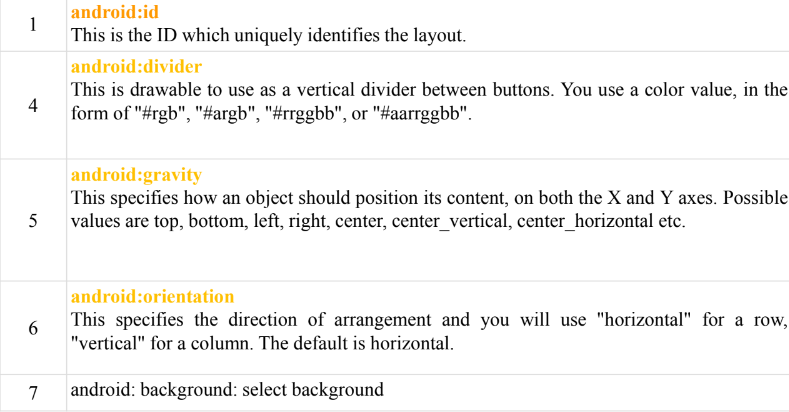 1
android:id
This is the ID which uniquely identifies the layout.
4
android:divider
This is drawable to use as a vertical divider between buttons. You use a color value, in the
form of "#rgb", "#argb", "#rrggbb", or "#aarrggbb".
5
android:gravity
This specifies how an object should position its content, on both the X and Y axes. Possible
values are top, bottom, left, right, center, center_vertical, center_horizontal etc.
6
android:orientation
This specifies the direction of arrangement and you will use "horizontal" for a row,
"vertical" for a column. The default is horizontal.
7
android: background: select background